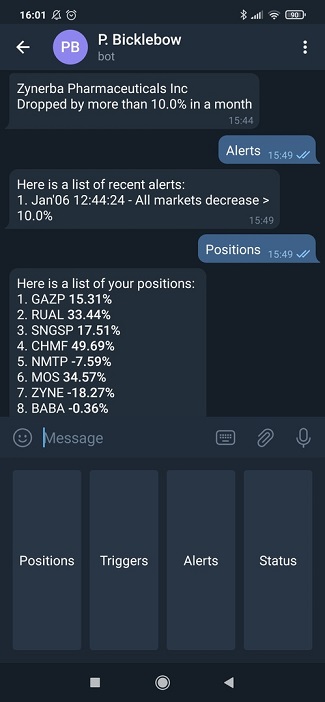 16:01
90
PB
P. Bicklebow
bot
Zynerba Pharmaceuticals Inc
Dropped by more than 10.0% in a month
15:44
Alerts 15:49
Here is a list of recent alerts:
1. Jan'06 12:44:24 - All markets decrease >
10.0%
15:49
Positions 15:49
Here is a list of your positions:
1. GAZP 15.31%
2. RUAL 33.44%
3. SNGSP 17.51%
4. CHMF 49.69%
5. NMTP -7.59%
6. MOS 34.57%
7. ZYNE -18.27%
8. BABA -0.36%
Message
Positions
Triggers
Alerts
Status